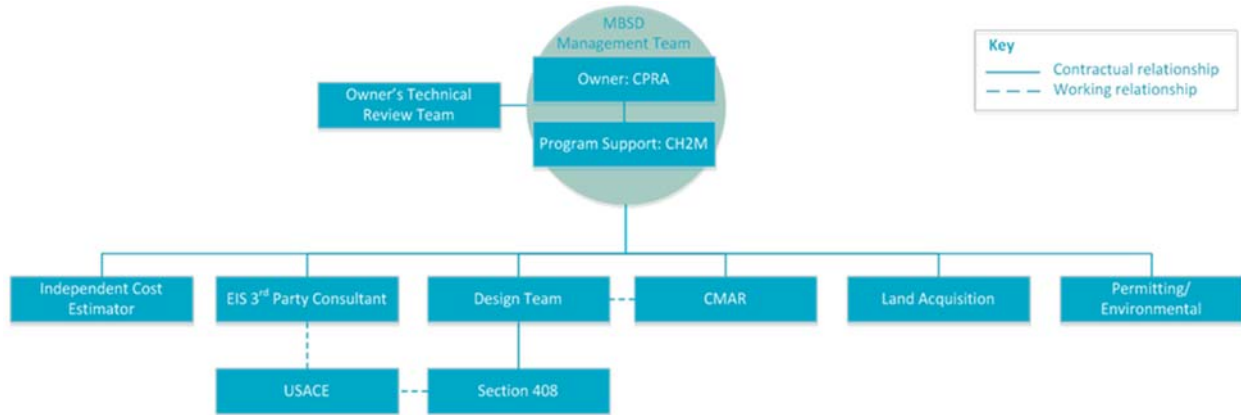 MBSD
Management Team
Owner: CPRA
Program Support: CH2M
Owner's Technical
Review Team
Key
Contractual relationship
Working relationship
Independent Cost
Estimator
EIS 3rd Party Consultant
Design Team
CMAR
Land Acquisition
Permitting/
Environmental
USACE
Section 408